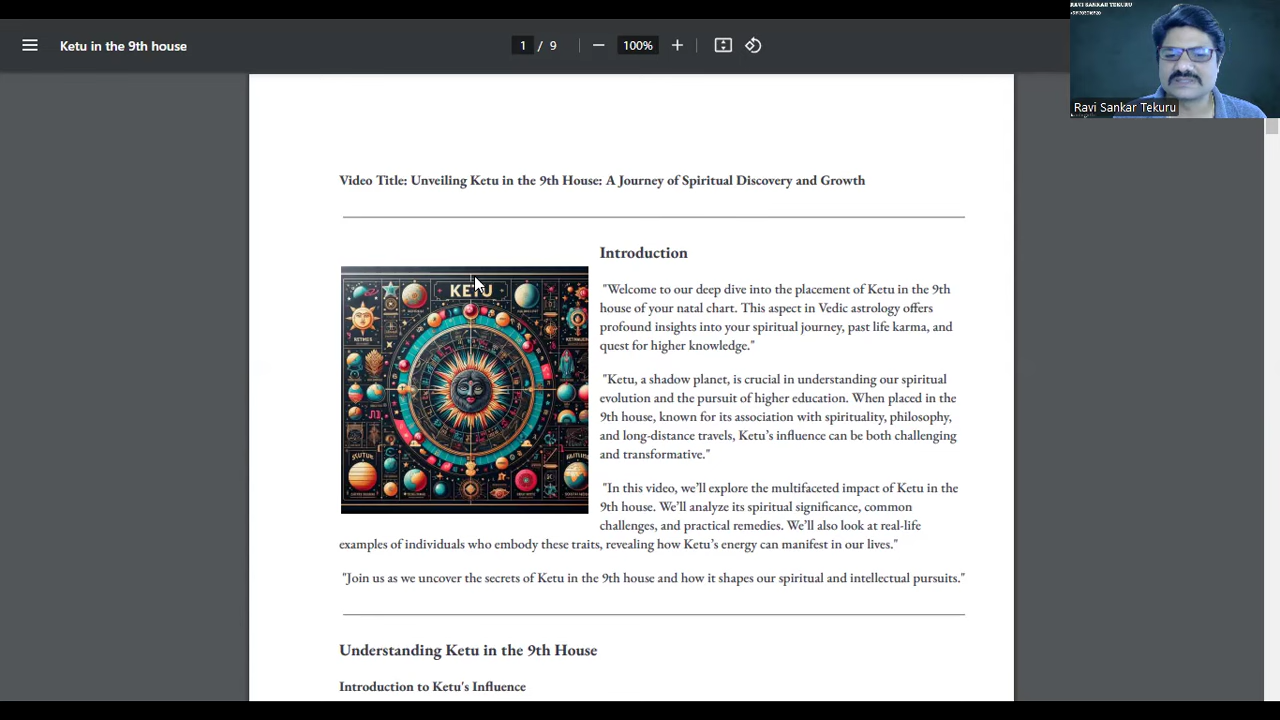 RAVI SANKAR TEKURU
Ketu in the 9th house
1 / 9
100%
Ravi Sankar Tekuru
Video Title: Unveiling Ketu in the 9th House: A Journey of Spiritual Discovery and Growth
KETU
Introduction
"Welcome to our deep dive into the placement of Ketu in the 9th
house of your natal chart. This aspect in Vedic astrology offers
profound insights into your spiritual journey, past life karma, and
quest for higher knowledge."
"Ketu, a shadow planet, is crucial in understanding our spiritual
evolution and the pursuit of higher education. When placed in the
9th house, known for its association with spirituality, philosophy,
and long-distance travels, Ketu’s influence can be both challenging
and transformative."
"In this video, we’ll explore the multifaceted impact of Ketu in the
9th house. We’ll analyze its spiritual significance, common
challenges, and practical remedies. We’ll also look at real-life
examples of individuals who embody these traits, revealing how Ketu’s energy can manifest in our lives."
"Join us as we uncover the secrets of Ketu in the 9th house and how it shapes our spiritual and intellectual pursuits."
Understanding Ketu in the 9th House
Introduction to Ketu's Influence